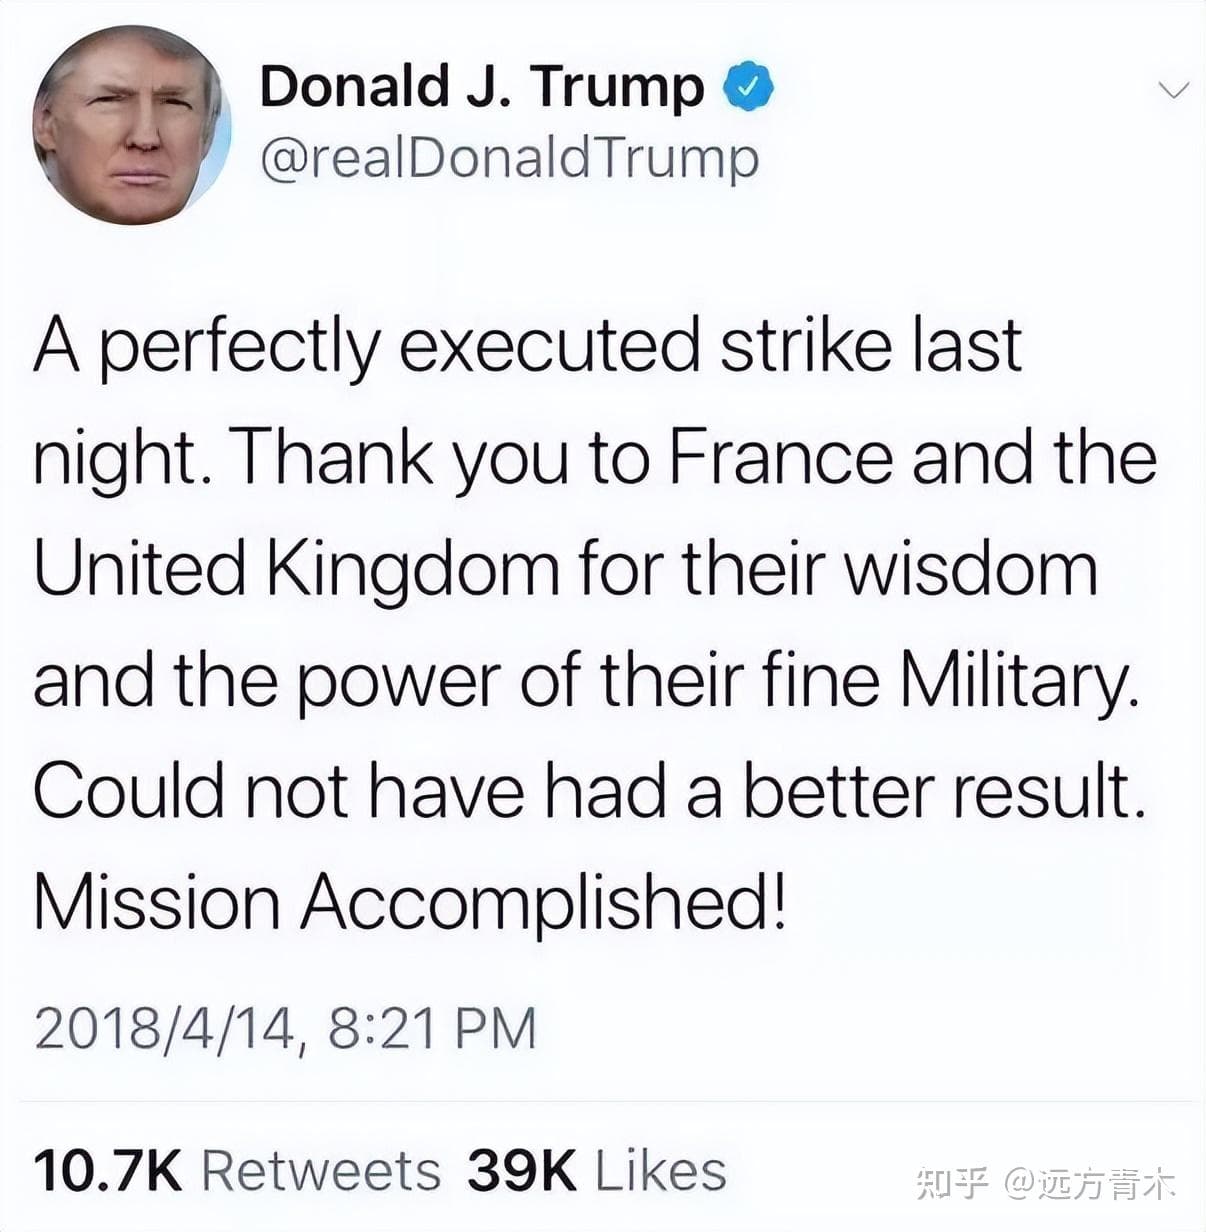 Donald J. Trump
@realDonaldTrump
A perfectly executed strike last
night. Thank you to France and the
United Kingdom for their wisdom
and the power of their fine Military.
Could not have had a better result.
Mission Accomplished!
2018/4/14, 8:21 PM
10.7K Retweets 39K Likes
知乎 @远方青木